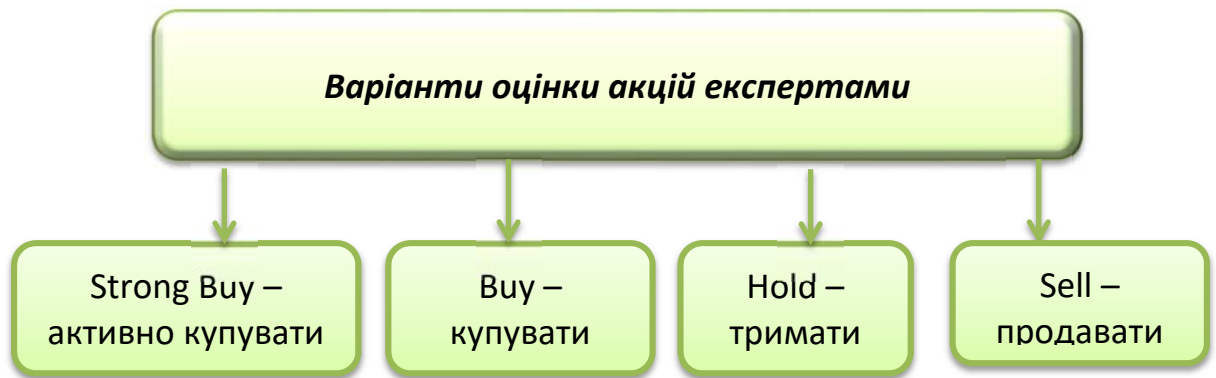 Варіанти оцінки акцій експертами
Strong Buy –
активно купувати
Buy –
купувати
Hold –
тримати
Sell –
продавати